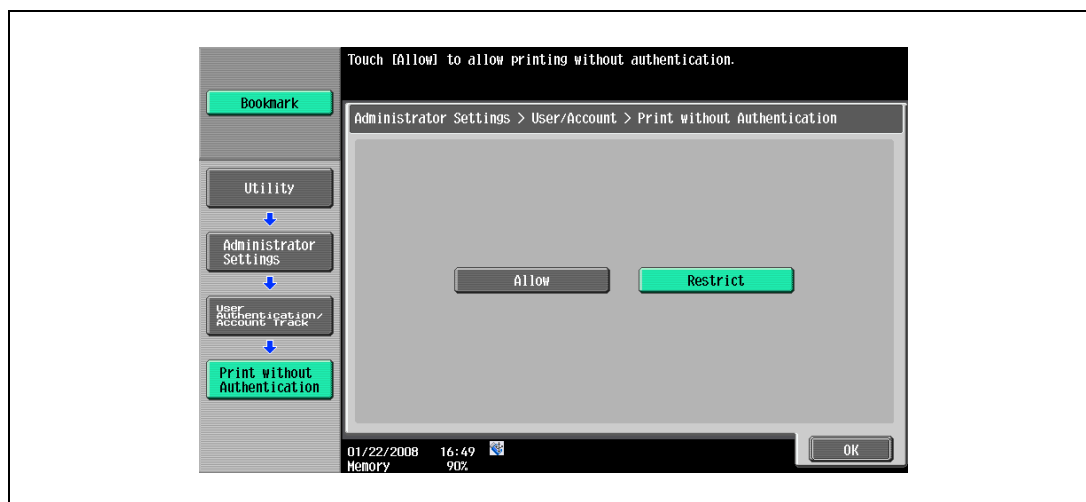 Touch [Allow] to allow printing without authentication.
Bookmark
Administrator Settings > User/Account > Print without Authentication
Utility
Administrator
Settings
User
Authentication/
Account Track
Print without
Authentication
Allow
Restrict
01/22/2008 16:49
Memory 90%
OK